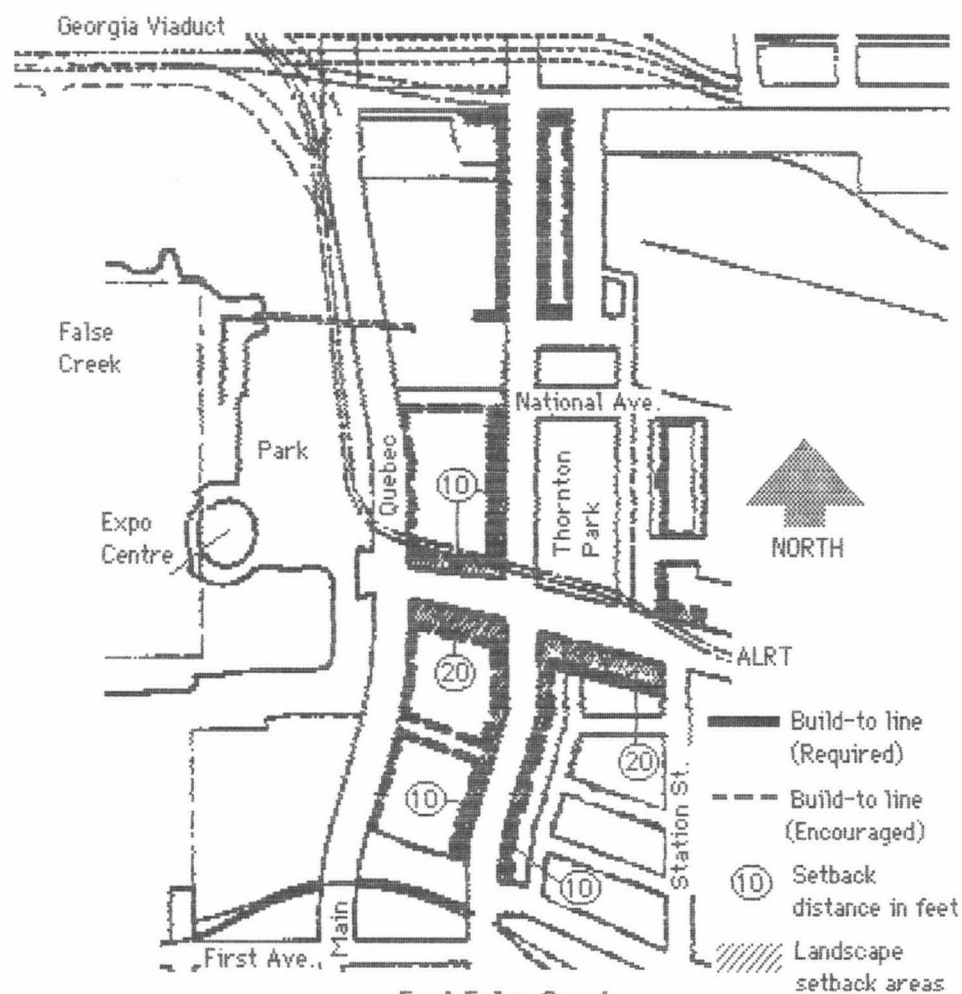 Georgia Viaduct
False
Creek
National Ave.
Park
Quebec
10
Thornton
Park
Expo
Centre
NORTH
20
ALRT
Build-to line
(Required)
20
10
Station St.
Build-to line
(Encouraged)
10
10
Setback
distance in feet
Main
First Ave.
Landscape
setback areas